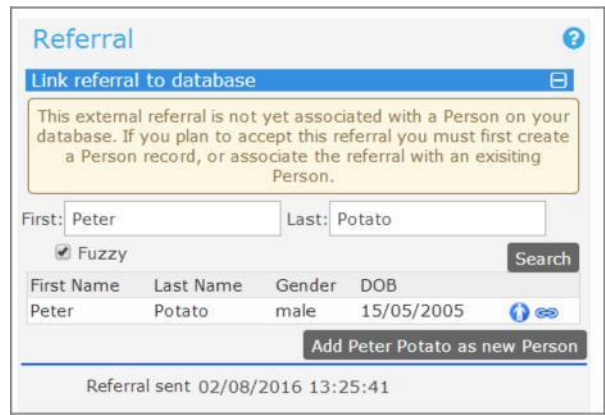 Referral
Link referral to database
This external referral is not yet associated with a Person on your
database. If you plan to accept this referral you must first create
a Person record, or associate the referral with an exisiting
Person.
First: Peter Last: Potato
Fuzzy
Search
First Name Last Name Gender DOB
Peter Potato male 15/05/2005
Add Peter Potato as new Person
Referral sent 02/08/2016 13:25:41